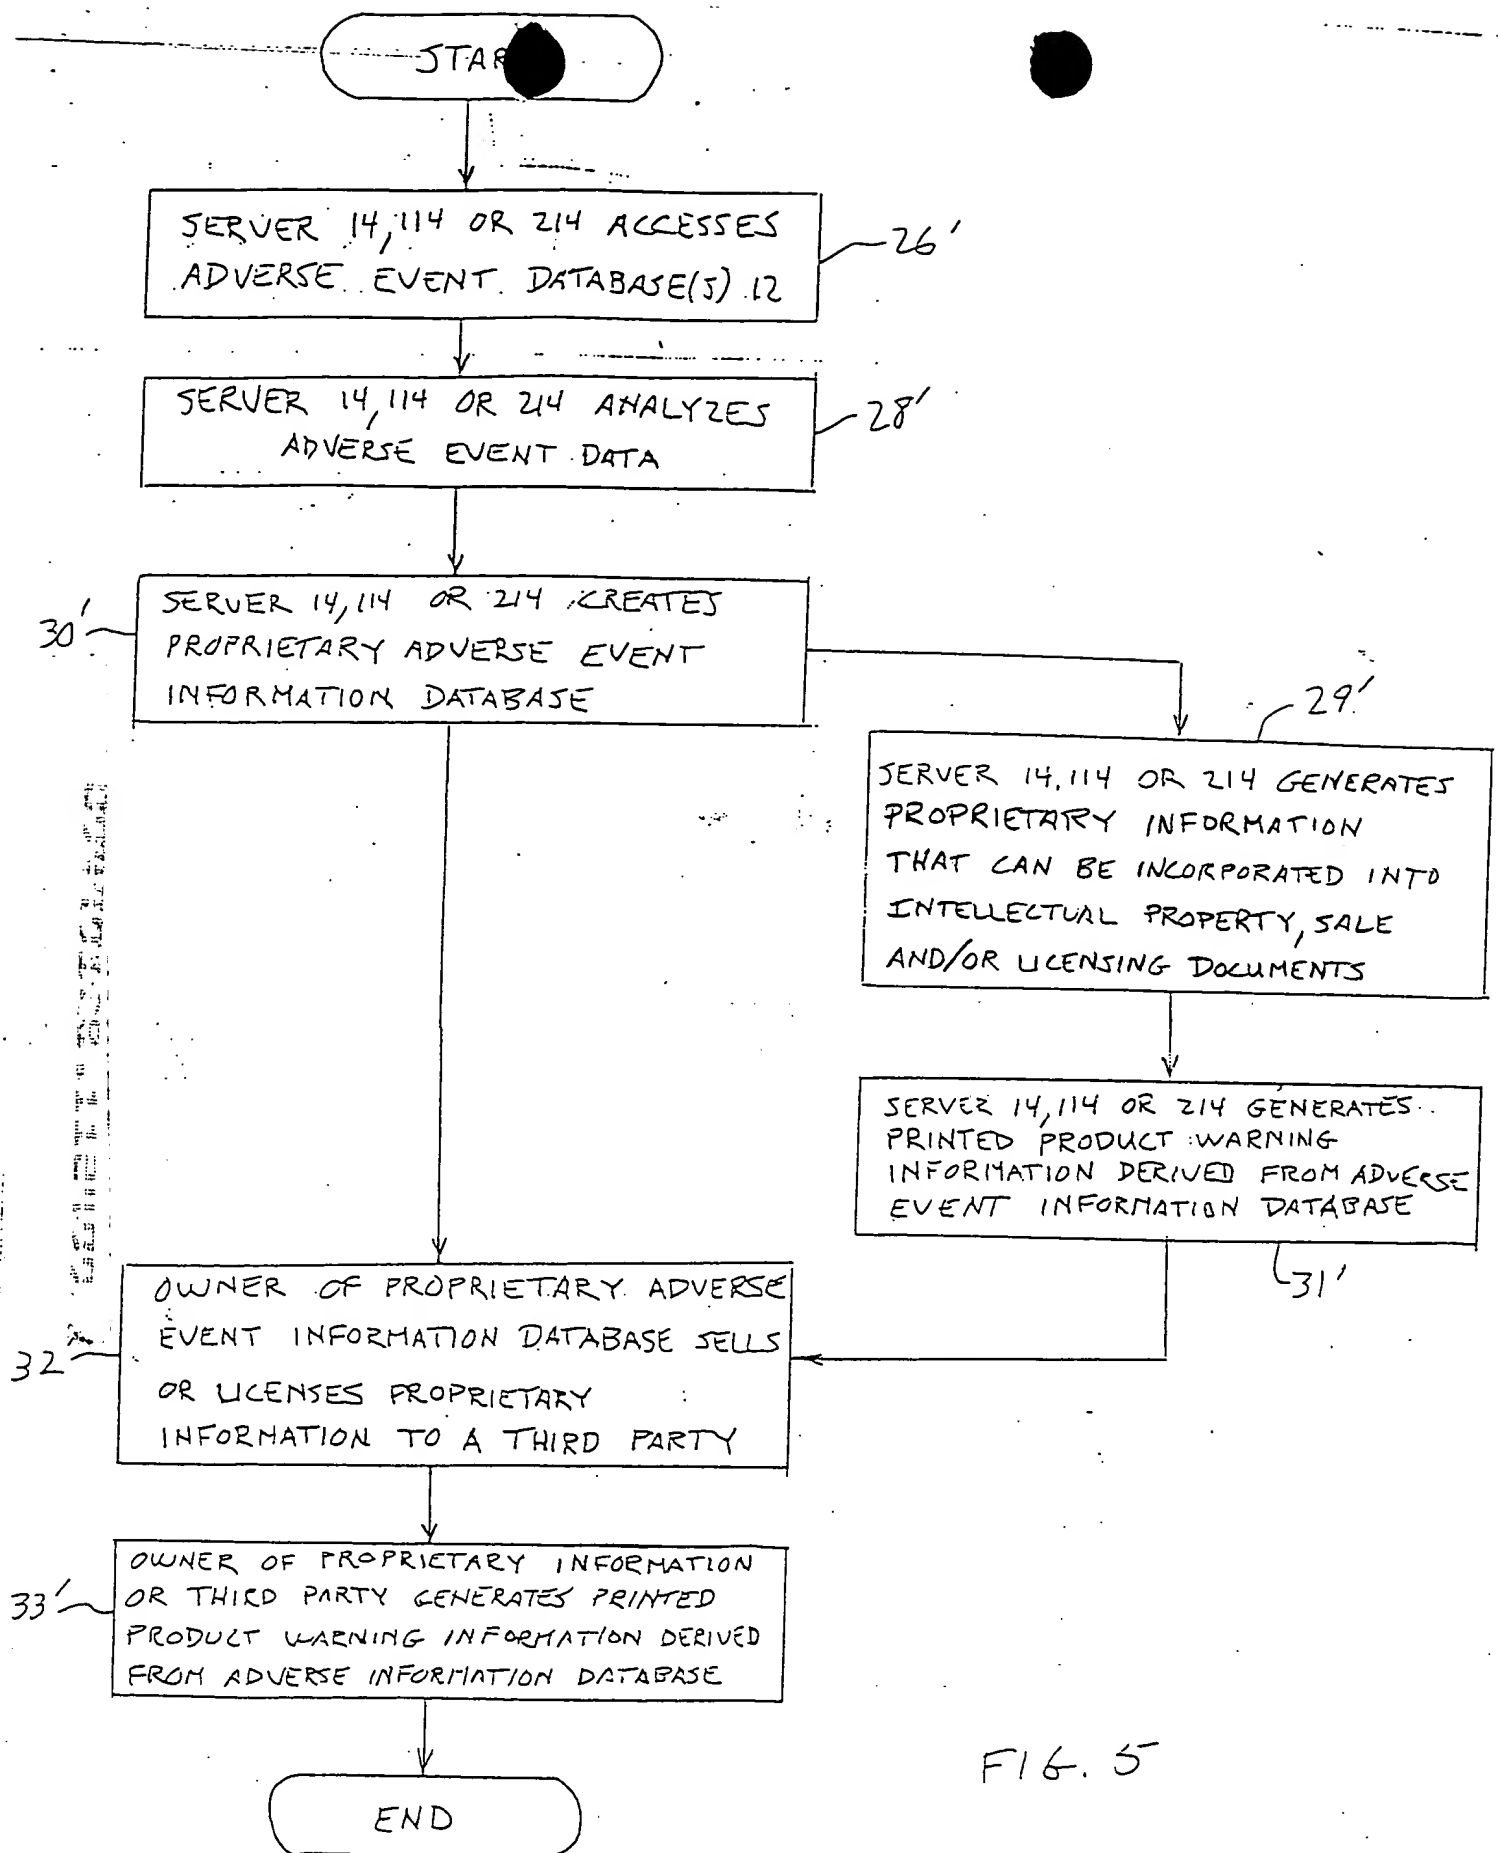 STAR
SERVER 14,114 OR 214 ACCESSES
ADVERSE EVENT DATABASE(S) 12
26'
SERVER 14,114 OR 214 ANALYZES
ADVERSE EVENT DATA
28'
SERVER 14,114 OR 214 CREATES
PROPRIETARY ADVERSE EVENT
INFORMATION DATABASE
30'
29'
SERVER 14,114 OR 214 GENERATES
PROPRIETARY INFORMATION
THAT CAN BE INCORPORATED INTO
INTELLECTUAL PROPERTY, SALE
AND/OR LICENSING DOCUMENTS
SERVER 14,114 OR 214 GENERATES
PRINTED PRODUCT WARNING
INFORMATION DERIVED FROM ADVERSE
EVENT INFORMATION DATABASE
31'
OWNER OF PROPRIETARY ADVERSE
EVENT INFORMATION DATABASE SELLS
OR LICENSES PROPRIETARY
INFORMATION TO A THIRD PARTY
32
OWNER OF PROPRIETARY INFORMATION
OR THIRD PARTY GENERATES PRINTED
PRODUCT WARNING INFORMATION DERIVED
FROM ADVERSE INFORMATION DATABASE
33'
END
FIG. 5